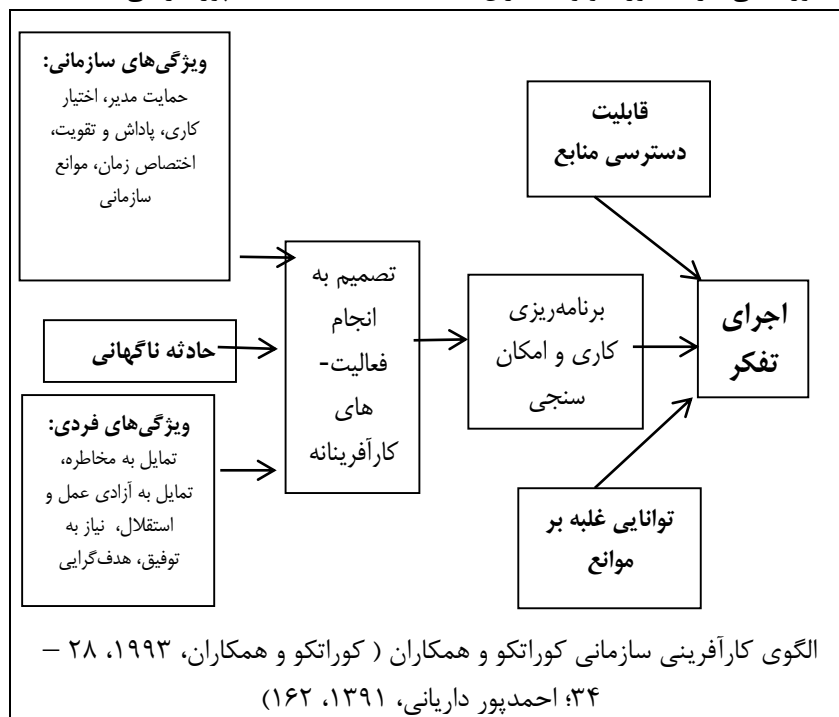 ویژگی‌های سازمانی:
حمایت مدیر، اختیار
کاری، پاداش و تقویت،
اختصاص زمان، موانع
سازمانی
حادثه ناگهانی
ویژگی‌های فردی:
تمایل به مخاطره،
تمایل به آزادی عمل و
استقلال، نیاز به
توفیق، هدف‌گرایی
تصمیم به
انجام
فعالیت-
های
کارآفرینانه
برنامه‌ریزی
کاری و امکان
سنجی
قابلیت
دسترسی منابع
اجرای
تفکر
توانایی غلبه بر
موانع
الگوی کارآفرینی سازمانی کوراتکو و همکاران ( کوراتکو و همکاران، ۱۹۹۳، ۲۸ –
۳۴؛ احمدپور داریانی، ۱۳۹۱، ۱۶۲)